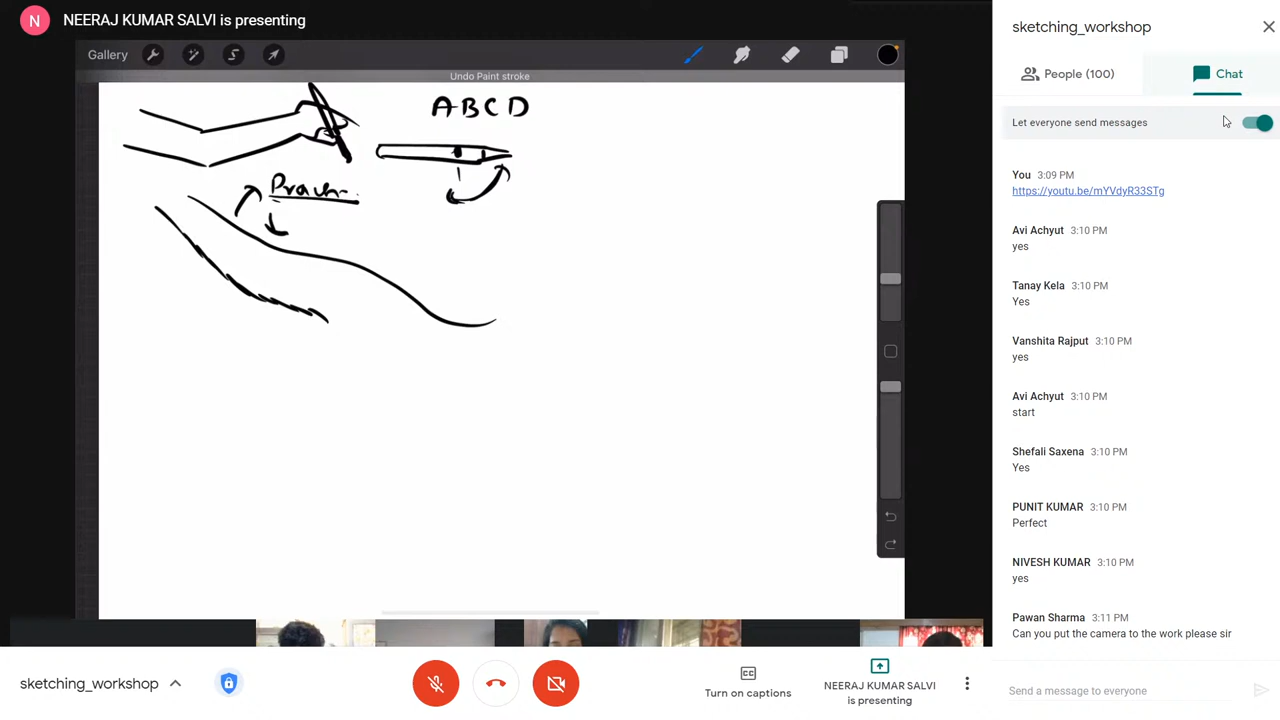 N NEERAJ KUMAR SALVI is presenting
Gallery
Undo Paint stroke
A B C D
sketching_workshop
People (100)
Chat
Let everyone send messages
You 3:09 PM
https://youtu.be/mYVdyR33STg
Avi Achyut 3:10 PM
yes
Tanay Kela 3:10 PM
Yes
Vanshita Rajput 3:10 PM
yes
Avi Achyut 3:10 PM
start
Shefali Saxena 3:10 PM
Yes
PUNIT KUMAR 3:10 PM
Perfect
NIVESH KUMAR 3:10 PM
yes
Pawan Sharma 3:11 PM
Can you put the camera to the work please sir
Send a message to everyone
sketching_workshop
CC
Turn on captions
NEERAJ KUMAR SALVI
is presenting